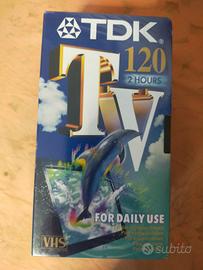 TDK
120
2 HOURS
TV
FOR DAILY USE
VHS
subito